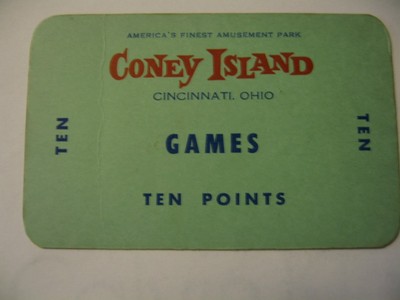 AMERICA'S FINEST AMUSEMENT PARK
CONEY ISLAND
CINCINNATI, OHIO
TEN
GAMES
TEN
TEN POINTS